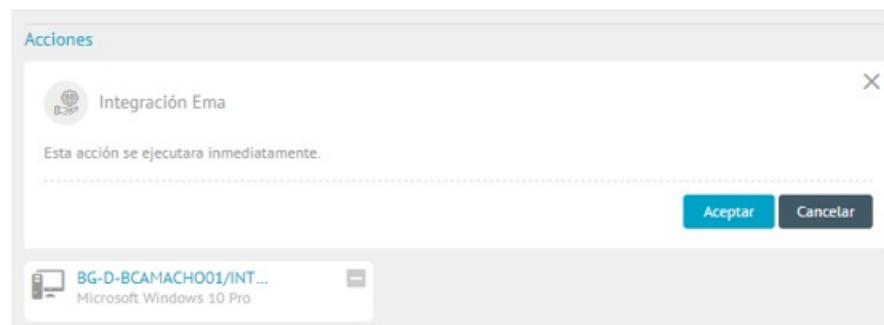 Acciones
Integración Ema
Esta acción se ejecutara inmediatamente.
Aceptar Cancelar
BG-D-BCAMACHO01/INT...
Microsoft Windows 10 Pro